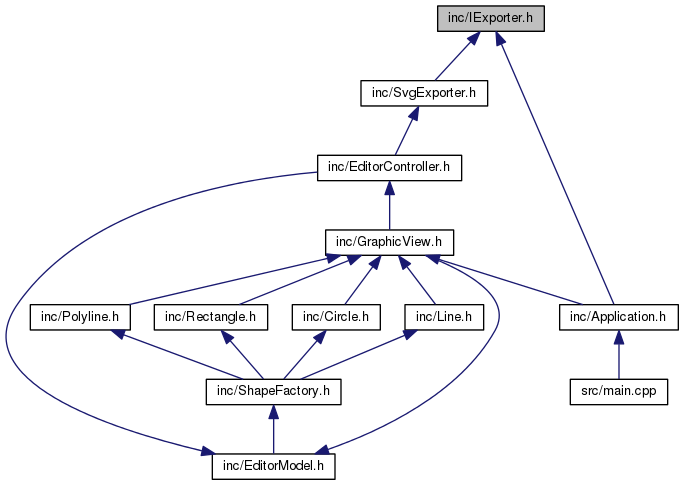 inc/IExporter.h
inc/SvgExporter.h
inc/EditorController.h
inc/GraphicView.h
inc/Polyline.h
inc/Rectangle.h
inc/Circle.h
inc/Line.h
inc/Application.h
inc/ShapeFactory.h
src/main.cpp
inc/EditorModel.h